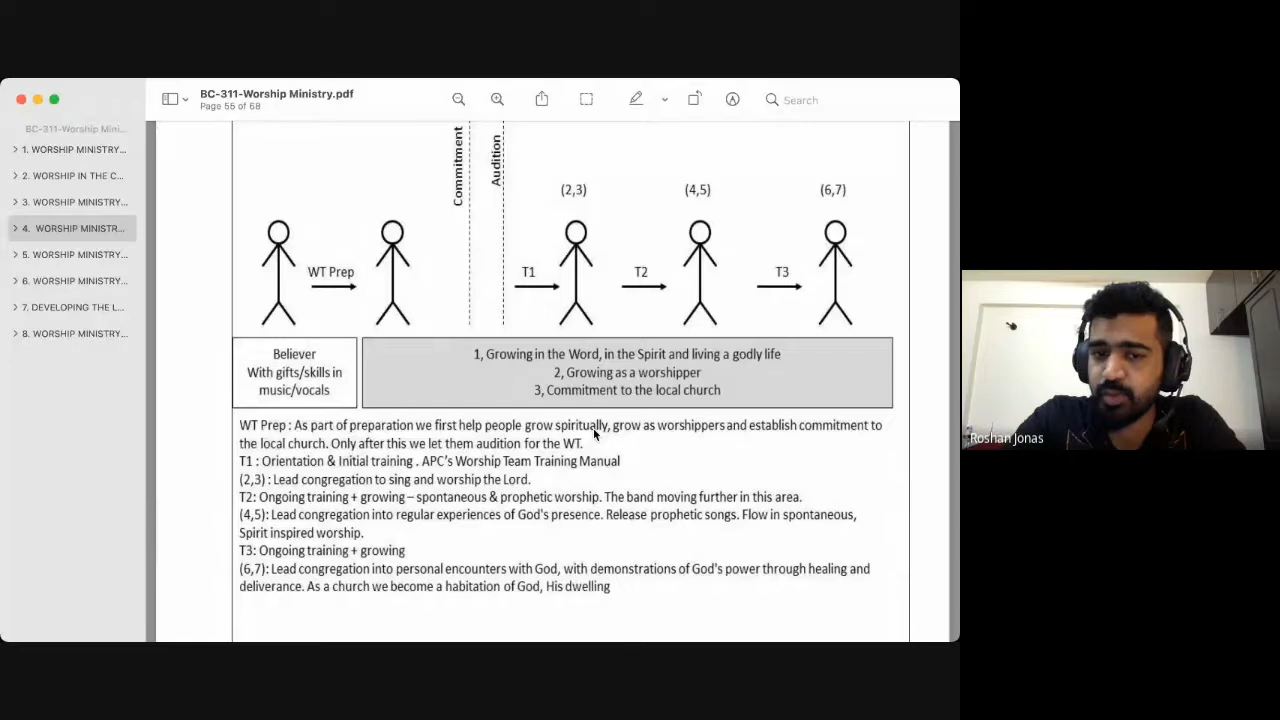 BC-311-Worship Ministry.pdf
Page 55 of 68
Search
BC-311-Worship Mini...
1. WORSHIP MINISTRY...
2. WORSHIP IN THE C...
3. WORSHIP MINISTRY...
4. WORSHIP MINISTR...
5. WORSHIP MINISTRY...
6. WORSHIP MINISTRY...
7. DEVELOPING THE L...
8. WORSHIP MINISTRY...
Commitment
Audition
(2,3)
(4,5)
(6,7)
WT Prep
T1
T2
T3
Believer
With gifts/skills in
music/vocals
1, Growing in the Word, in the Spirit and living a godly life
2, Growing as a worshipper
3, Commitment to the local church
WT Prep : As part of preparation we first help people grow spiritually, grow as worshippers and establish commitment to
the local church. Only after this we let them audition for the WT.
T1 : Orientation & Initial training . APC's Worship Team Training Manual
(2,3) : Lead congregation to sing and worship the Lord.
T2: Ongoing training + growing – spontaneous & prophetic worship. The band moving further in this area.
(4,5): Lead congregation into regular experiences of God's presence. Release prophetic songs. Flow in spontaneous,
Spirit inspired worship.
T3: Ongoing training + growing
(6,7): Lead congregation into personal encounters with God, with demonstrations of God's power through healing and
deliverance. As a church we become a habitation of God, His dwelling
Roshan Jonas